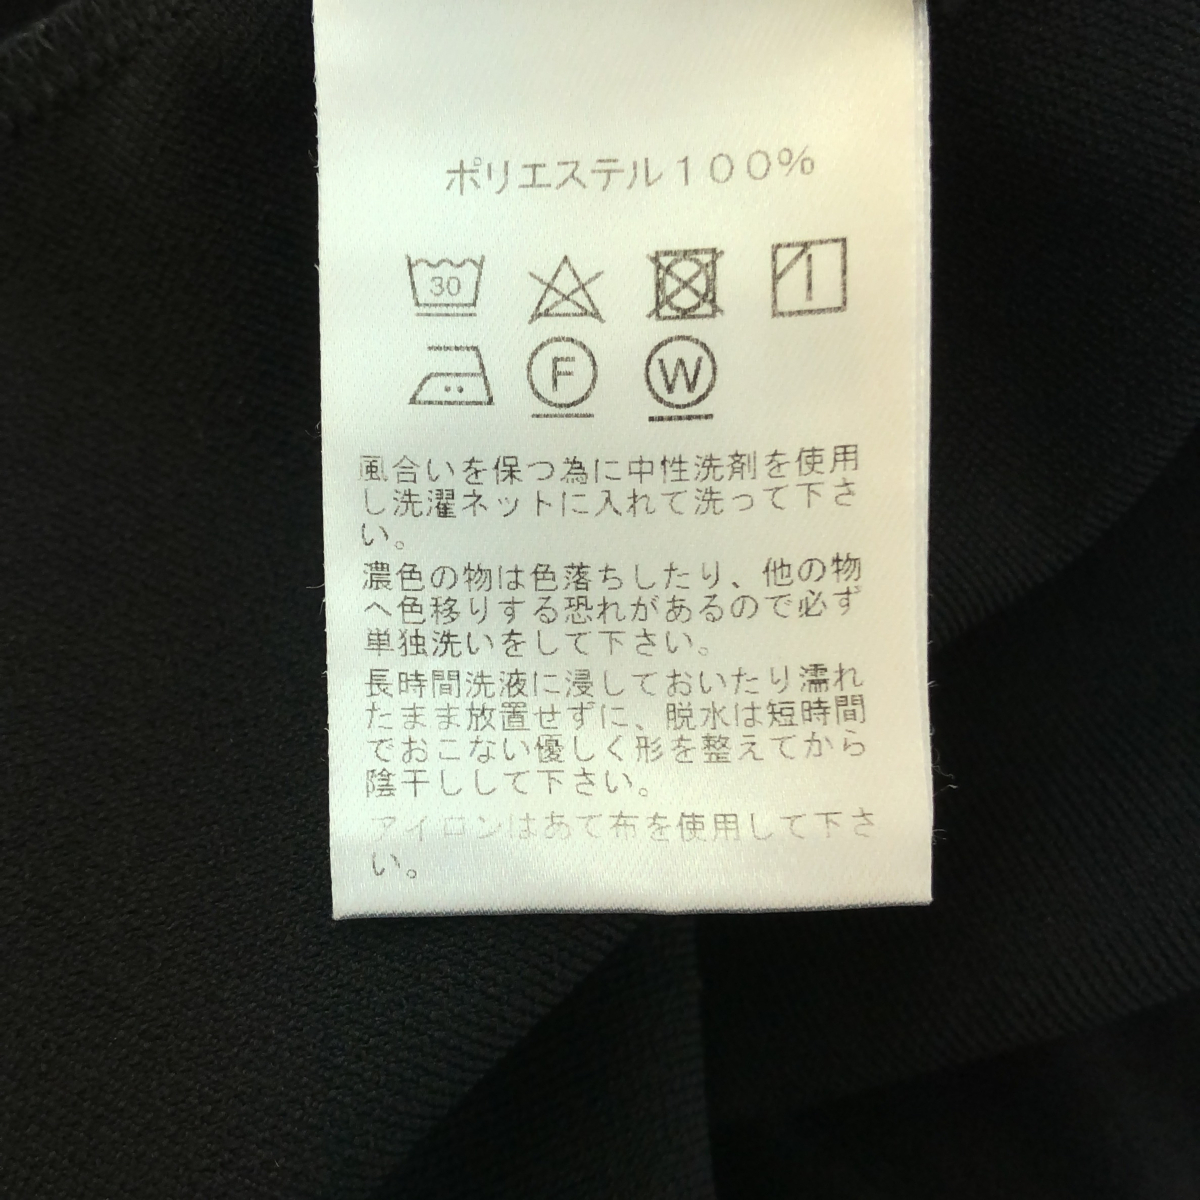 ポリエステル100%
30
F W
風合いを保つ為に中性洗剤を使用
し洗濯ネットに入れて洗って下さ
い。
濃色の物は色落ちしたり、他の物
へ色移りする恐れがあるので必ず
単独洗いをして下さい。
長時間洗液に浸しておいたり濡れ
たまま放置せずに、脱水は短時間
でおこない優しく形を整えてから
陰干しして下さい。
アイロンはあて布を使用して下さ
い。